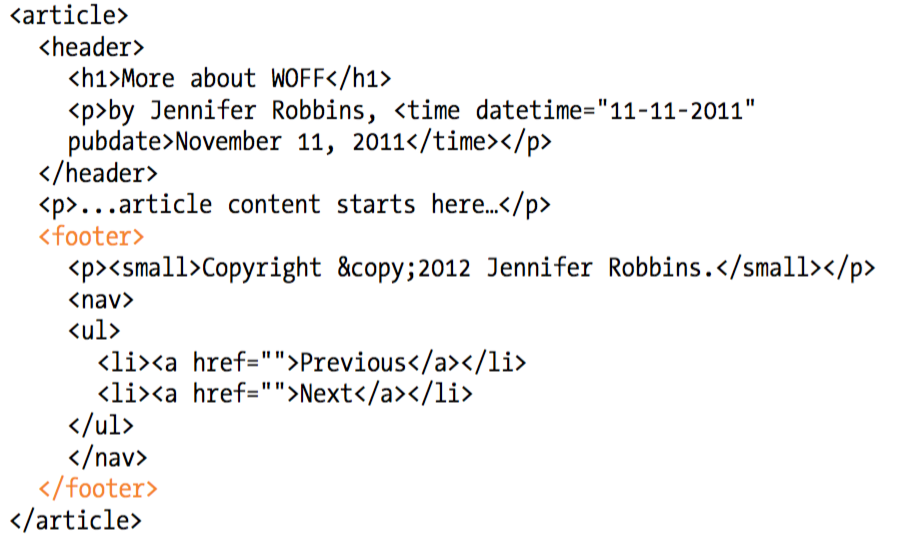 <article>
<header>
<h1>More about WOFF</h1>
<p>by Jennifer Robbins, <time datetime="11-11-2011"
pubdate>November 11, 2011</time></p>
</header>
<p>...article content starts here…</p>
<footer>
<p><small>Copyright &copy;2012 Jennifer Robbins.</small></p>
<nav>
<ul>
<li><a href="">Previous</a></li>
<li><a href="">Next</a></li>
</ul>
</nav>
</footer>
</article>